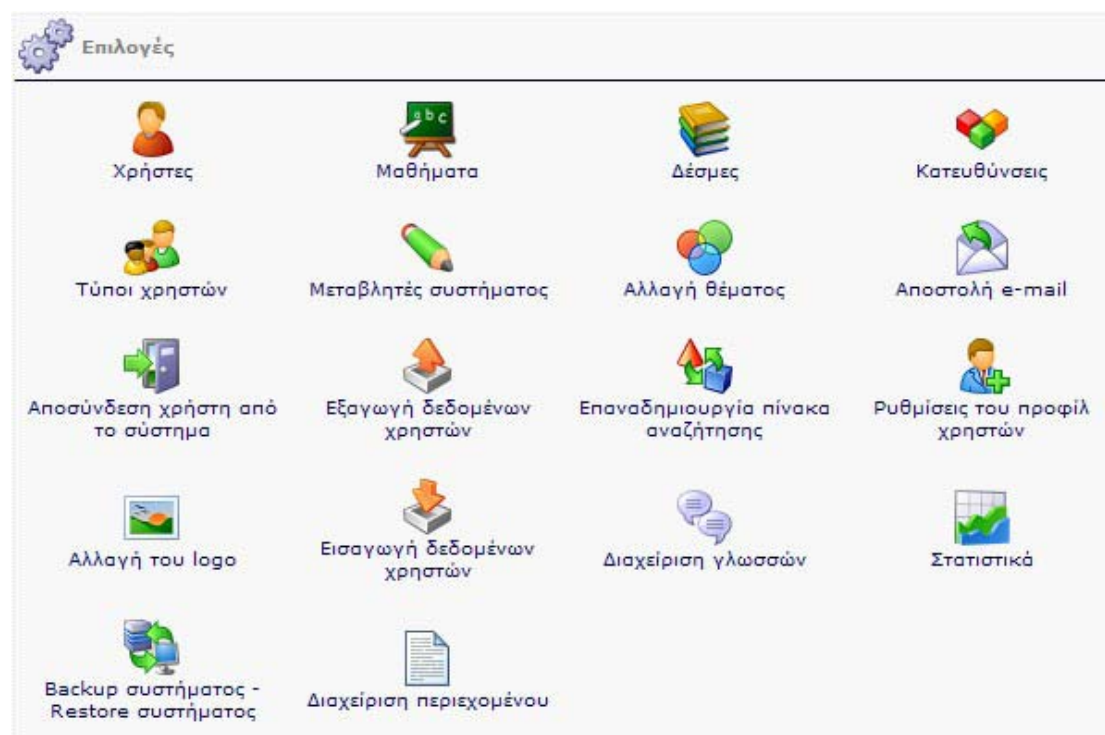 Επιλογές
Χρήστες
Μαθήματα
abc
Δέσμες
Κατευθύνσεις
Τύποι χρηστών
Μεταβλητές συστήματος
Αλλαγή θέματος
Αποστολή e-mail
Αποσύνδεση χρήστη από
το σύστημα
Εξαγωγή δεδομένων
χρηστών
Επαναδημιουργία πίνακα
αναζήτησης
Ρυθμίσεις του προφίλ
χρηστών
Αλλαγή του logo
Εισαγωγή δεδομένων
χρηστών
Διαχείριση γλωσσών
Στατιστικά
Backup συστήματος -
Restore συστήματος
Διαχείριση περιεχομένου